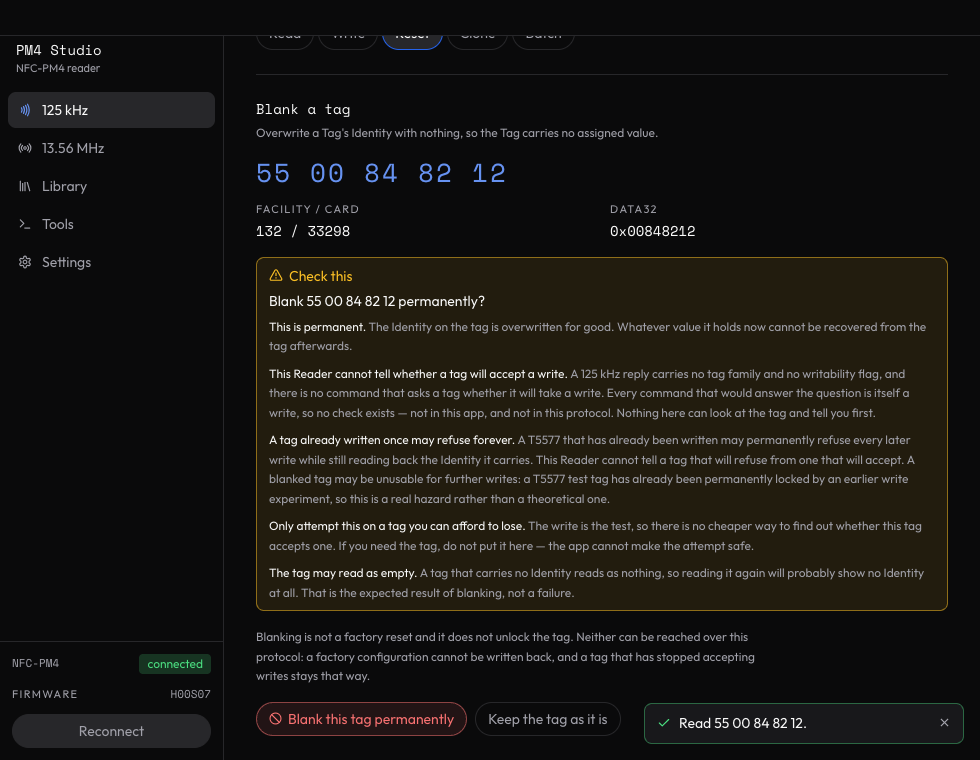 PM4 Studio
NFC-PM4 reader
125 kHz
13.56 MHz
Library
Tools
Settings
NFC-PM4
connected
FIRMWARE
H00S07
Reconnect
Read
Write
Reset
Clone
Batch
Blank a tag
Overwrite a Tag's Identity with nothing, so the Tag carries no assigned value.
55 00 84 82 12
FACILITY / CARD
132 / 33298
DATA32
0x00848212
Check this
Blank 55 00 84 82 12 permanently?
This is permanent. The Identity on the tag is overwritten for good. Whatever value it holds now cannot be recovered from the
tag afterwards.
This Reader cannot tell whether a tag will accept a write. A 125 kHz reply carries no tag family and no writability flag, and
there is no command that asks a tag whether it will take a write. Every command that would answer the question is itself a
write, so no check exists — not in this app, and not in this protocol. Nothing here can look at the tag and tell you first.
A tag already written once may refuse forever. A T5577 that has already been written may permanently refuse every later
write while still reading back the Identity it carries. This Reader cannot tell a tag that will refuse from one that will accept. A
blanked tag may be unusable for further writes: a T5577 test tag has already been permanently locked by an earlier write
experiment, so this is a real hazard rather than a theoretical one.
Only attempt this on a tag you can afford to lose. The write is the test, so there is no cheaper way to find out whether this tag
accepts one. If you need the tag, do not put it here — the app cannot make the attempt safe.
The tag may read as empty. A tag that carries no Identity reads as nothing, so reading it again will probably show no Identity
at all. That is the expected result of blanking, not a failure.
Blanking is not a factory reset and it does not unlock the tag. Neither can be reached over this
protocol: a factory configuration cannot be written back, and a tag that has stopped accepting
writes stays that way.
Blank this tag permanently
Keep the tag as it is
Read 55 00 84 82 12.